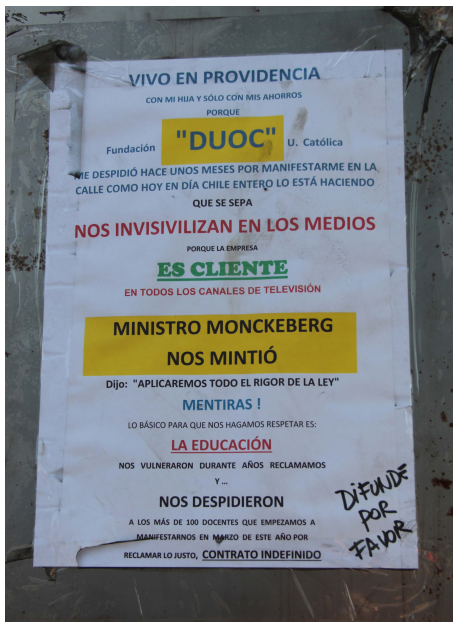 VIVO EN PROVIDENCIA
CON MI HIJA Y SÓLO CON MIS AHORROS
PORQUE
Fundación "DUOC" U. Católica
ME DESPIDIÓ HACE UNOS MESES POR MANIFESTARME EN LA
CALLE COMO HOY EN DÍA CHILE ENTERO LO ESTÁ HACIENDO
QUE SE SEPA
NOS INVISIVILIZAN EN LOS MEDIOS
PORQUE LA EMPRESA
ES CLIENTE
EN TODOS LOS CANALES DE TELEVISIÓN
MINISTRO MONCKEBERG
NOS MINTIÓ
Dijo: "APLICAREMOS TODO EL RIGOR DE LA LEY"
MENTIRAS !
LO BÁSICO PARA QUE NOS HAGAMOS RESPETAR ES:
LA EDUCACIÓN
NOS VULNERARON DURANTE AÑOS RECLAMAMOS
Y ...
NOS DESPIDIERON
A LOS MÁS DE 100 DOCENTES QUE EMPEZAMOS A
MANIFESTARNOS EN MARZO DE ESTE AÑO POR
RECLAMAR LO JUSTO, CONTRATO INDEFINIDO
DIFUNDE
POR
FAVOR